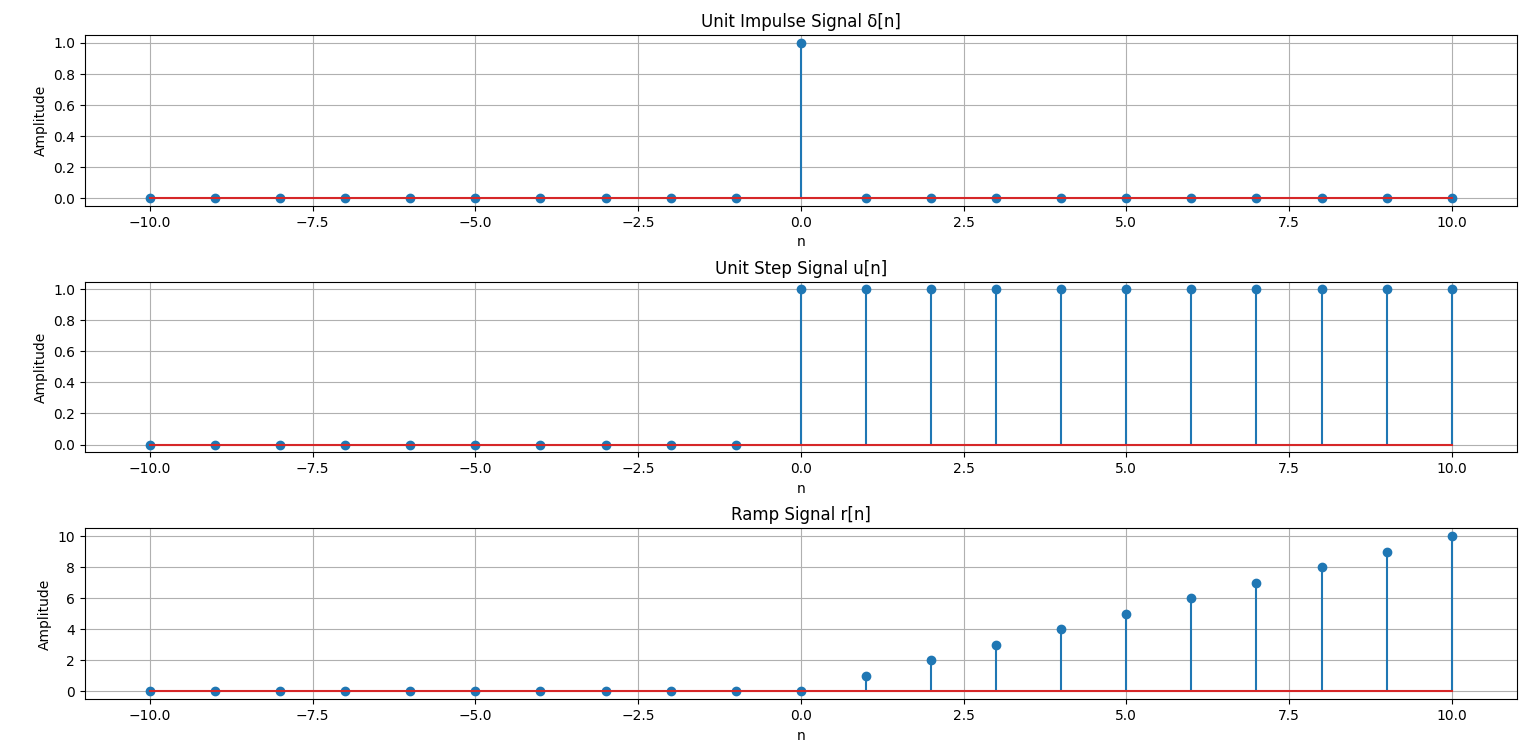 Unit Impulse Signal δ[n]
Amplitude
1.0
0.8
0.6
0.4
0.2
0.0
−10.0 −7.5 −5.0 −2.5 0.0 2.5 5.0 7.5 10.0
n
Unit Step Signal u[n]
Amplitude
1.0
0.8
0.6
0.4
0.2
0.0
−10.0 −7.5 −5.0 −2.5 0.0 2.5 5.0 7.5 10.0
n
Ramp Signal r[n]
Amplitude
10
8
6
4
2
0
−10.0 −7.5 −5.0 −2.5 0.0 2.5 5.0 7.5 10.0
n